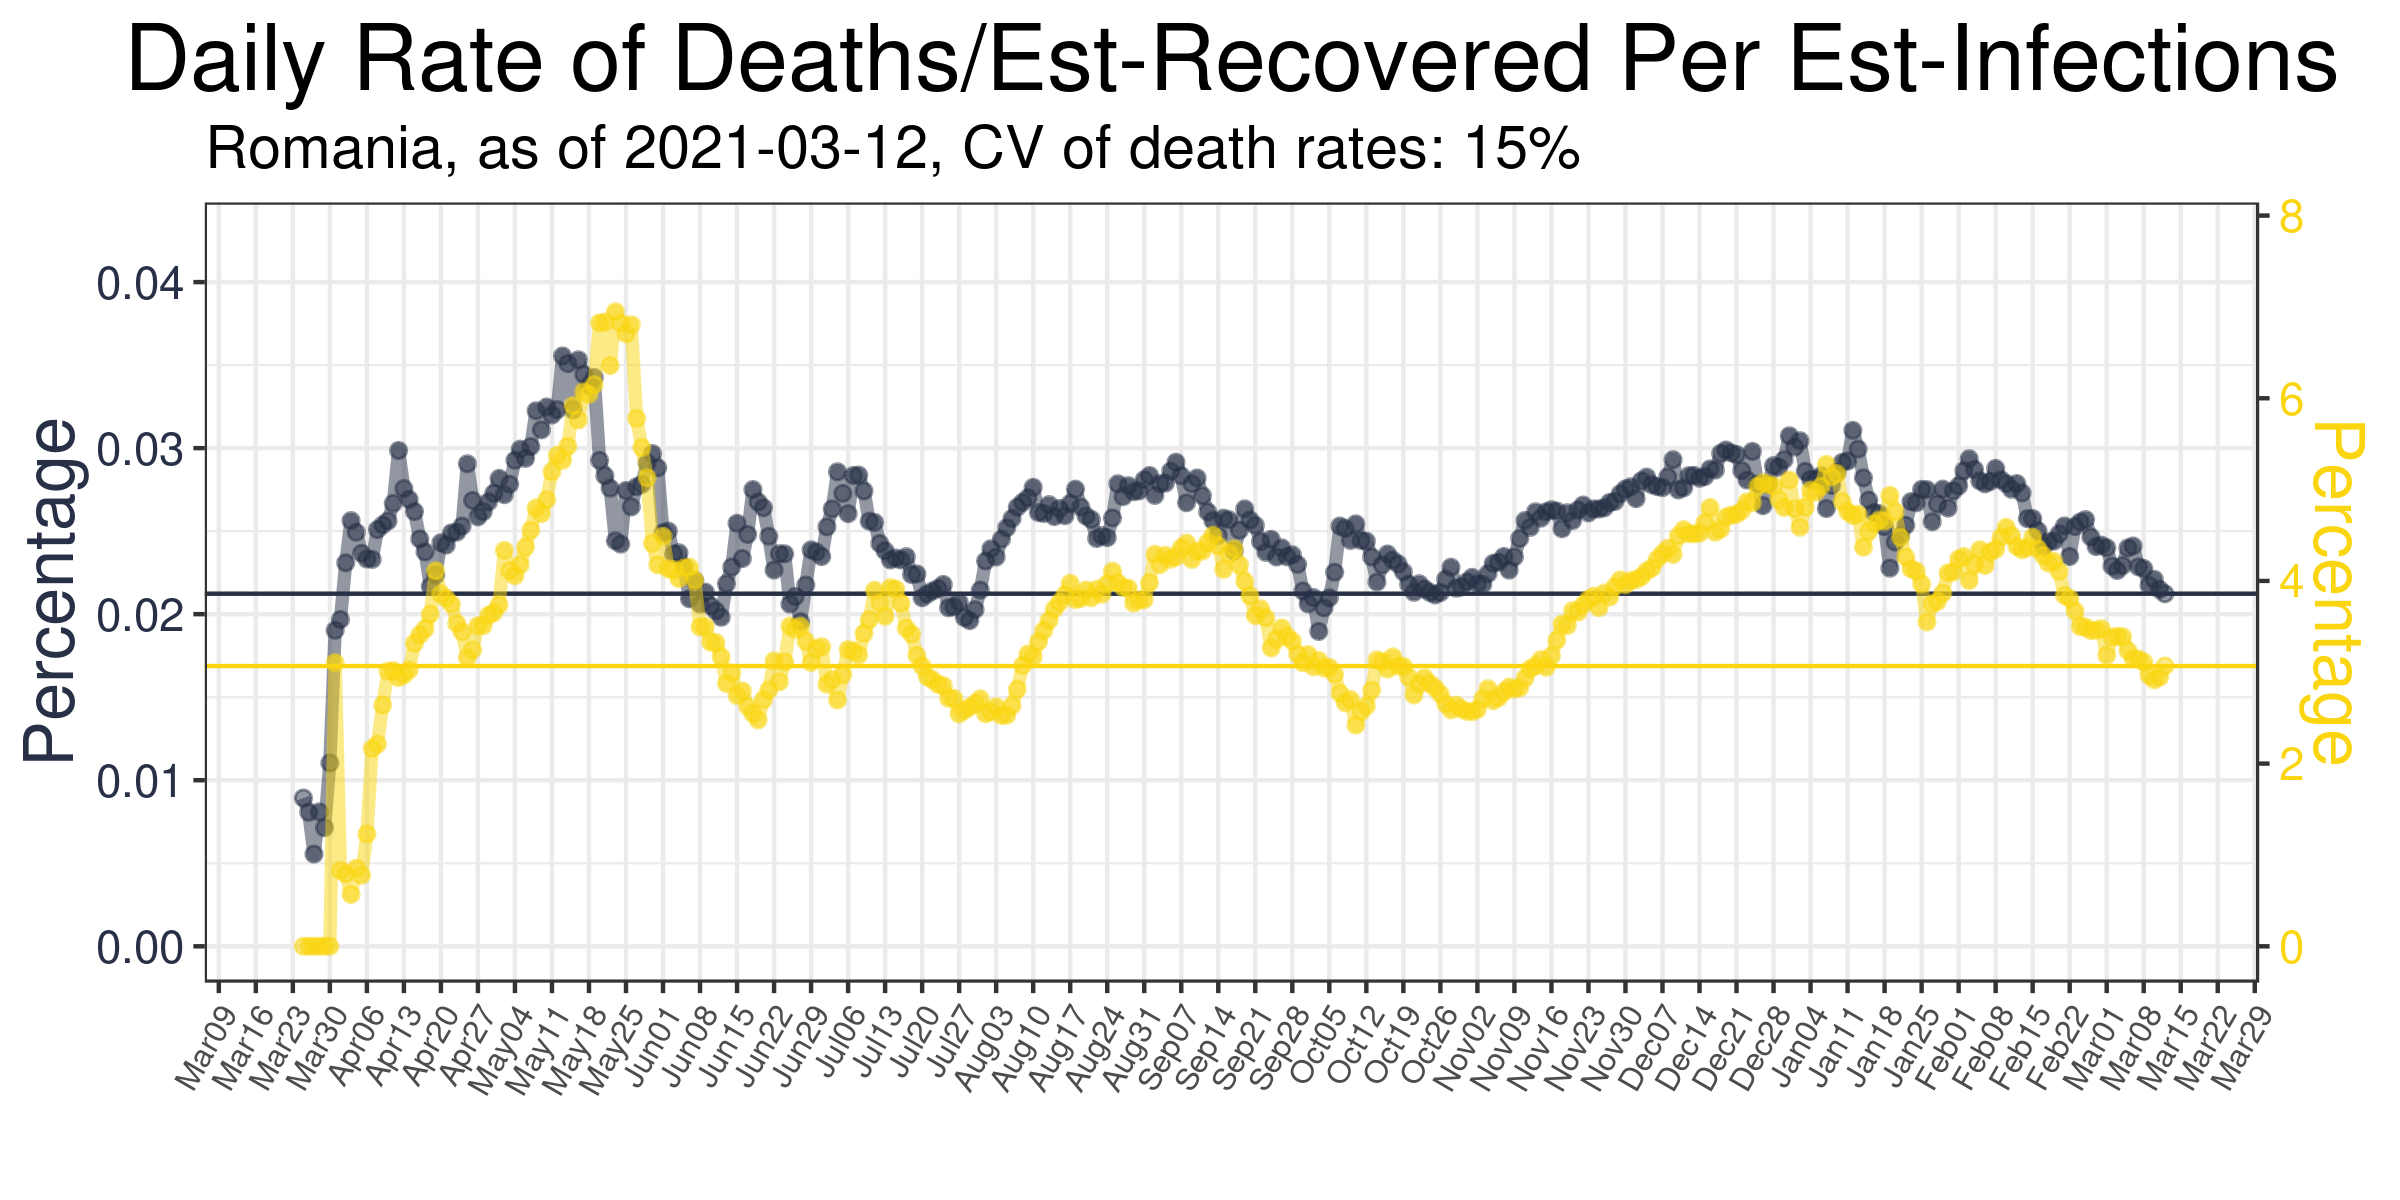 Daily Rate of Deaths/Est-Recovered Per Est-Infections
Romania, as of 2021-03-12, CV of death rates: 15%
Percentage
0.04
0.03
0.02
0.01
0.00
8
6
4
2
0
Percentage
Mar09
Mar16
Mar23
Mar30
Apr06
Apr13
Apr20
Apr27
May04
May11
May18
May25
Jun01
Jun08
Jun15
Jun22
Jun29
Jul06
Jul13
Jul20
Jul27
Aug03
Aug10
Aug17
Aug24
Aug31
Sep07
Sep14
Sep21
Sep28
Oct05
Oct12
Oct19
Oct26
Nov02
Nov09
Nov16
Nov23
Nov30
Dec07
Dec14
Dec21
Dec28
Jan04
Jan11
Jan18
Jan25
Feb01
Feb08
Feb15
Feb22
Mar01
Mar08
Mar15
Mar22
Mar29